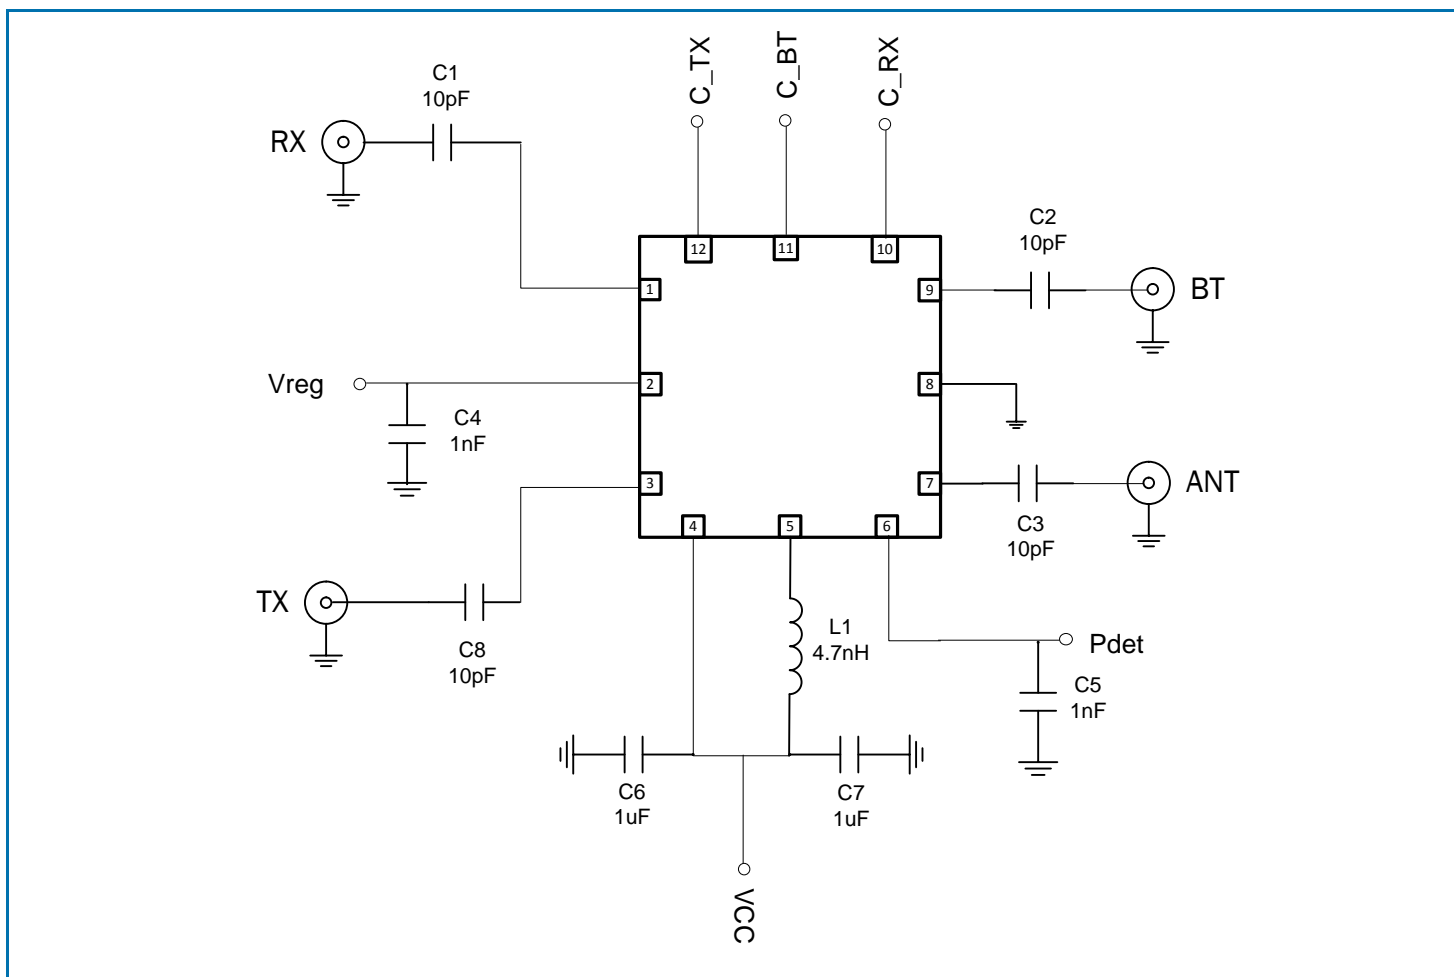 C_TX
C_BT
C_RX
C1
10pF
RX
12
11
10
C2
10pF
1
9
BT
Vreg
2
8
C4
1nF
3
7
ANT
4
5
6
C3
10pF
TX
L1
4.7nH
Pdet
C8
10pF
C5
1nF
C6
1uF
C7
1uF
VCC